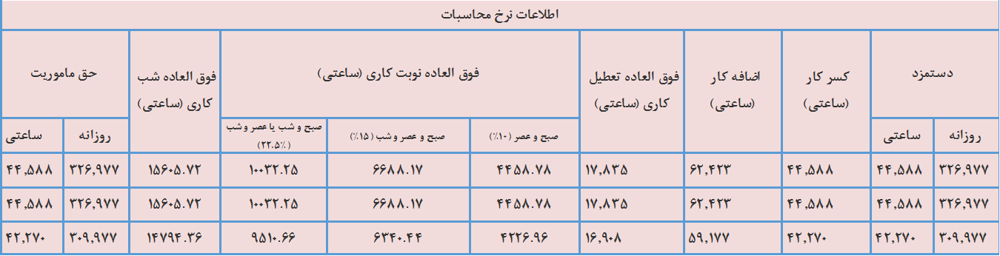 اطلاعات نرخ محاسبات
دستمزد کسر کار (ساعتی) اضافه کار (ساعتی) فوق العاده تعطیل کاری (ساعتی) فوق العاده نوبت کاری (ساعتی) فوق العاده شب کاری (ساعتی) حق ماموریت
روزانه ساعتی صبح و عصر (۱۰٪) صبح و عصر و شب (۱۵٪) صبح و شب یا عصر و شب (۲۲.۵٪) روزانه ساعتی
۳۲۶,۹۷۷ ۴۴,۵۸۸ ۴۴,۵۸۸ ۶۲,۴۲۳ ۱۷,۸۳۵ ۴۴۵۸.۷۸ ۶۶۸۸.۱۷ ۱۰۰۳۲.۲۵ ۱۵۶۰۵.۷۲ ۳۲۶,۹۷۷ ۴۴,۵۸۸
۳۲۶,۹۷۷ ۴۴,۵۸۸ ۴۴,۵۸۸ ۶۲,۴۲۳ ۱۷,۸۳۵ ۴۴۵۸.۷۸ ۶۶۸۸.۱۷ ۱۰۰۳۲.۲۵ ۱۵۶۰۵.۷۲ ۳۲۶,۹۷۷ ۴۴,۵۸۸
۳۰۹,۹۷۷ ۴۲,۲۷۰ ۴۲,۲۷۰ ۵۹,۱۷۷ ۱۶,۹۰۸ ۴۲۲۶.۹۶ ۶۳۴۰.۴۴ ۹۵۱۰.۶۶ ۱۴۷۹۴.۳۶ ۳۰۹,۹۷۷ ۴۲,۲۷۰